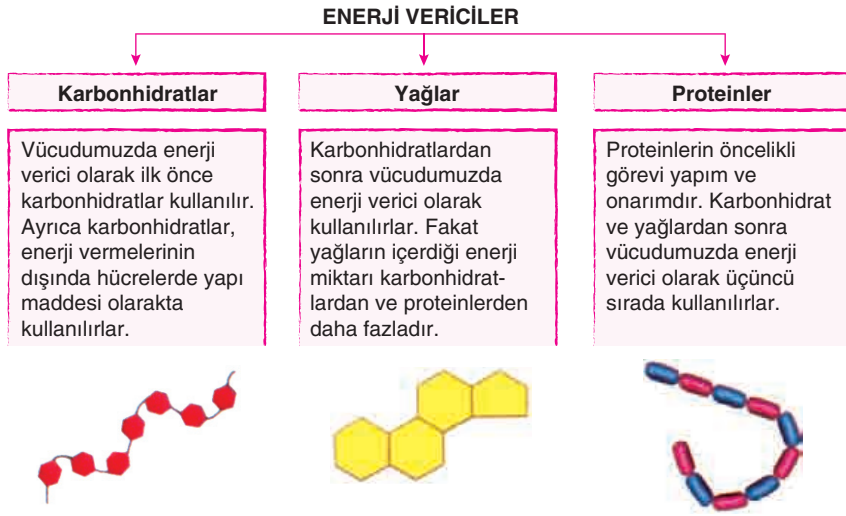 ENERJİ VERİCİLER
Karbonhidratlar
Vücudumuzda enerji
verici olarak ilk önce
karbonhidratlar kullanılır.
Ayrıca karbonhidratlar,
enerji vermelerinin
dışında hücrelerde yapı
maddesi olarakta
kullanılırlar.
Yağlar
Karbonhidratlardan
sonra vücudumuzda
enerji verici olarak
kullanılırlar. Fakat
yağların içerdiği enerji
miktarı karbonhidrat-
lardan ve proteinlerden
daha fazladır.
Proteinler
Proteinlerin öncelikli
görevi yapım ve
onarımdır. Karbonhidrat
ve yağlardan sonra
vücudumuzda enerji
verici olarak üçüncü
sırada kullanılırlar.